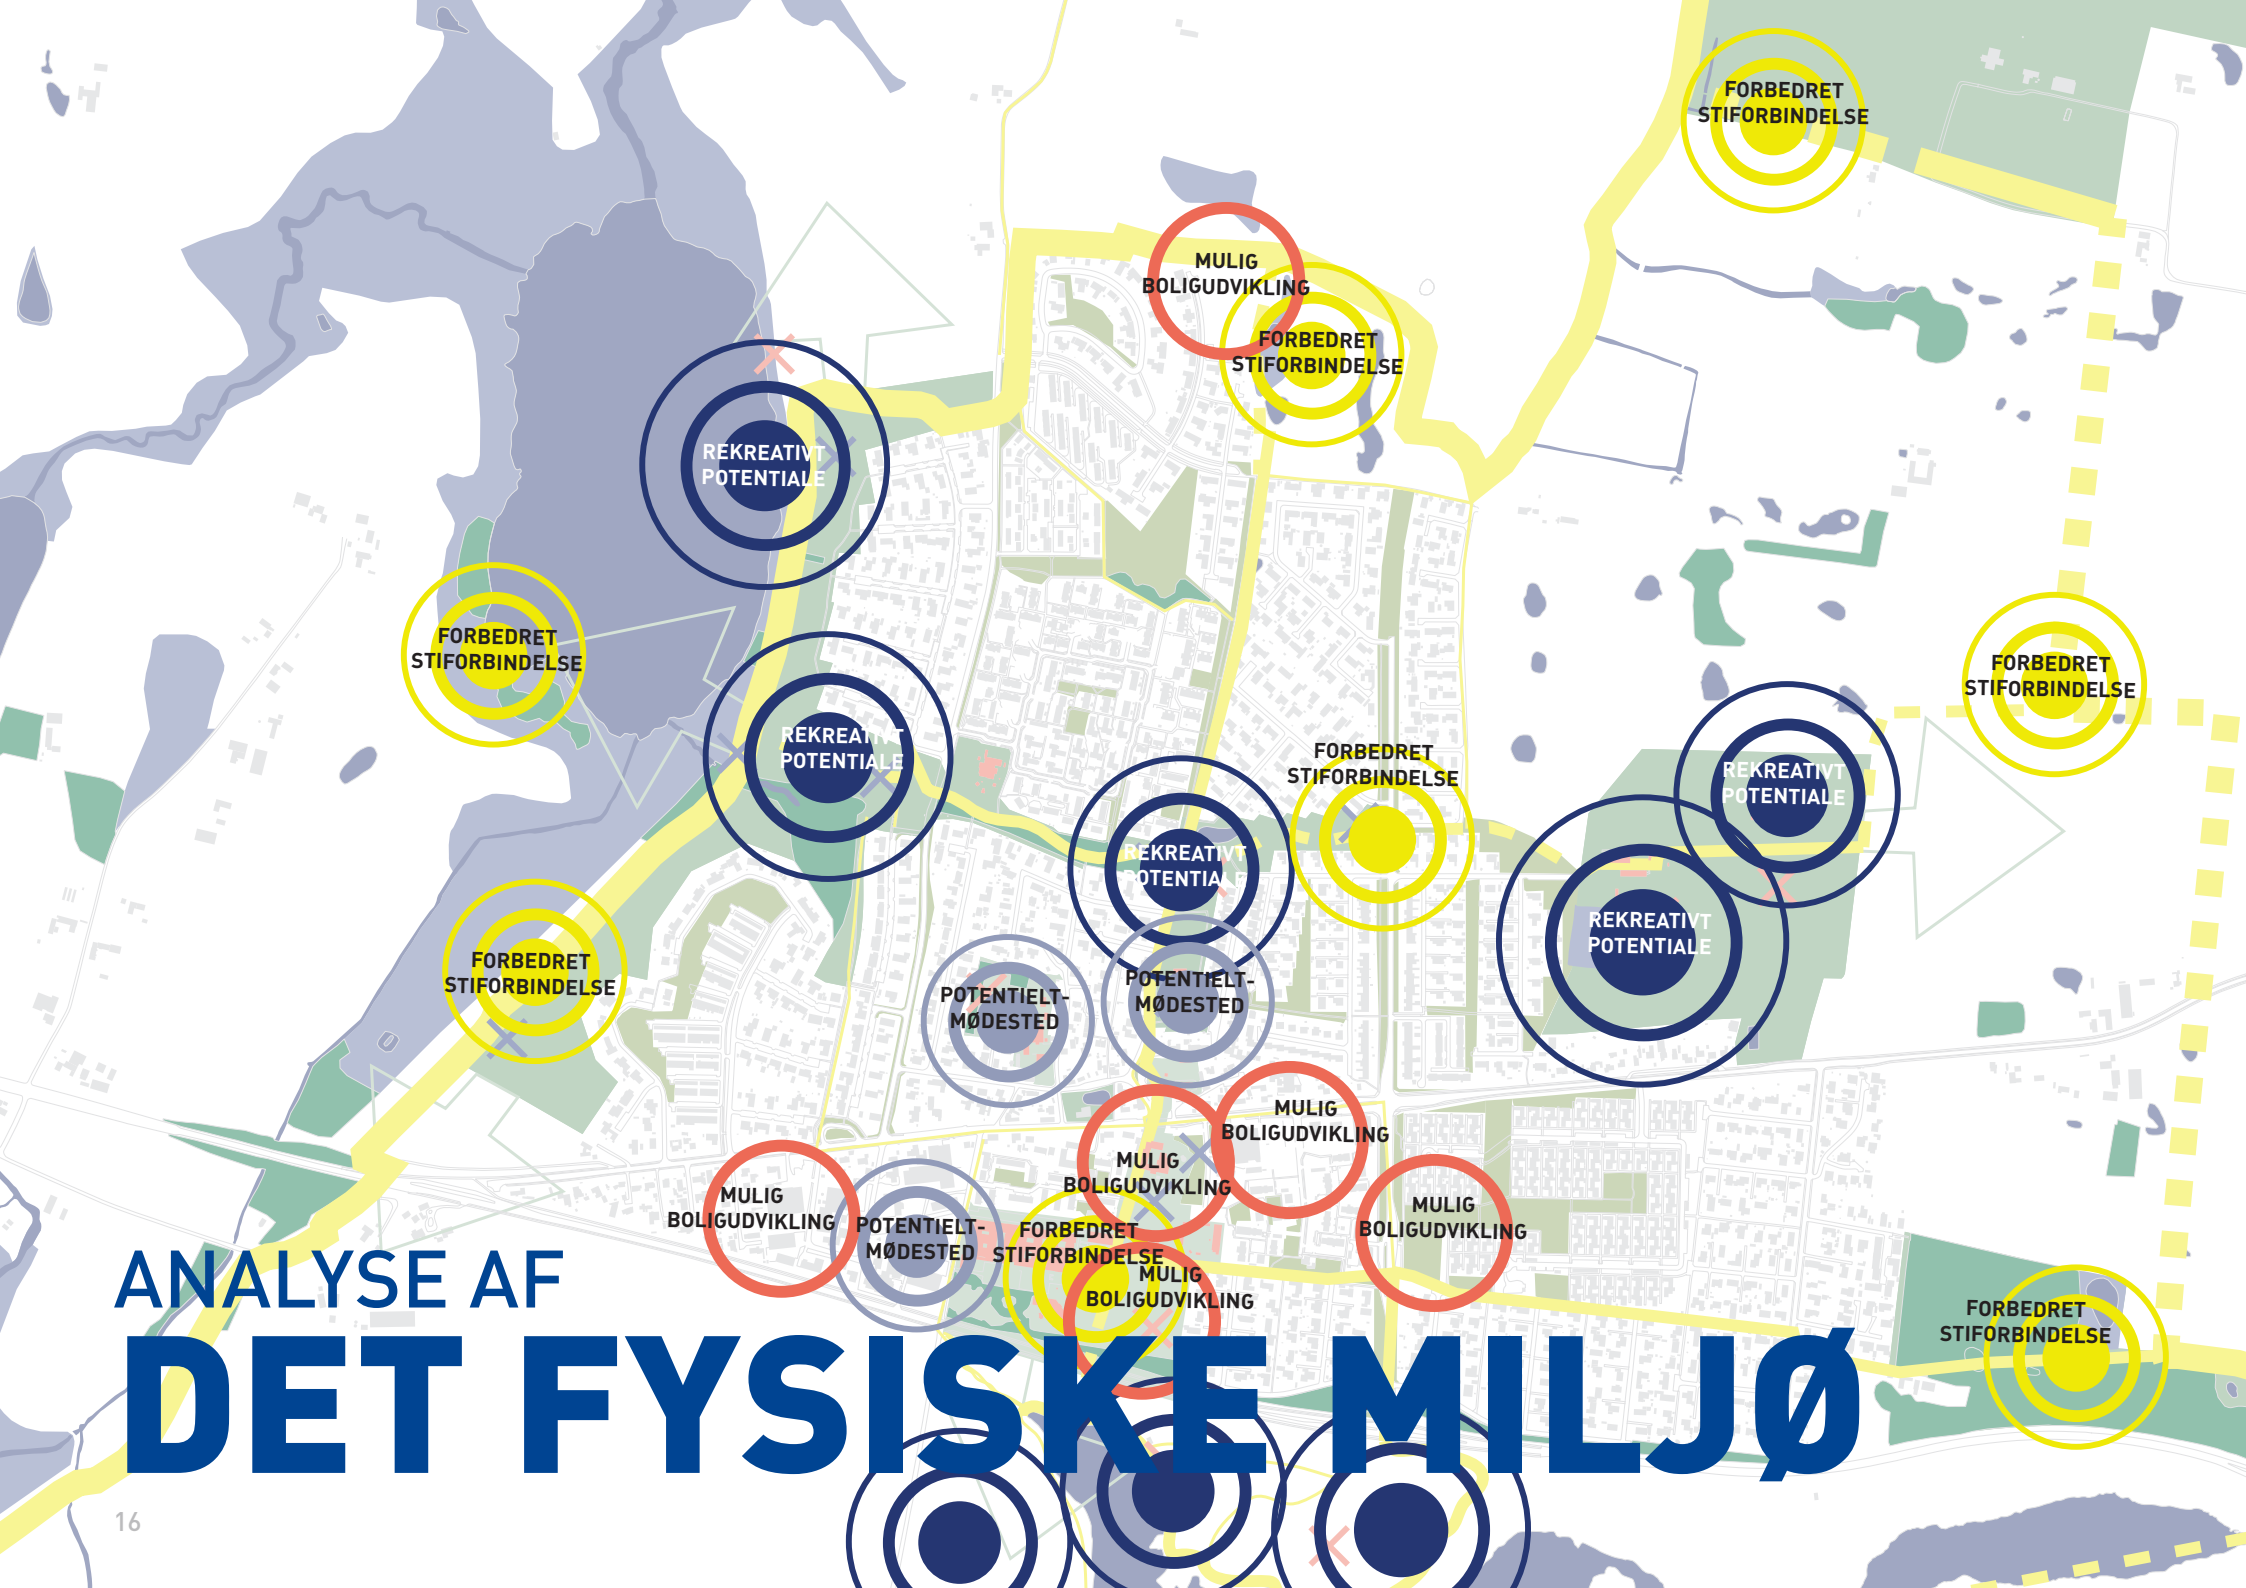 FORBEDRET
STIFORBINDELSE
MULIG
BOLIGUDVIKLING
FORBEDRET
STIFORBINDELSE
REKREATIVT
POTENTIALE
FORBEDRET
STIFORBINDELSE
FORBEDRET
STIFORBINDELSE
REKREATIVT
POTENTIALE
FORBEDRET
STIFORBINDELSE
REKREATIVT
POTENTIALE
REKREATIVT
POTENTIALE
REKREATIVT
POTENTIALE
FORBEDRET
STIFORBINDELSE
POTENTIELT-
MØDESTED
POTENTIELT-
MØDESTED
MULIG
BOLIGUDVIKLING
MULIG
BOLIGUDVIKLING
MULIG
BOLIGUDVIKLING
MULIG
BOLIGUDVIKLING
POTENTIELT-
MØDESTED
FORBEDRET
STIFORBINDELSE
MULIG
BOLIGUDVIKLING
FORBEDRET
STIFORBINDELSE
ANALYSE AF
DET FYSISKE MILJØ
16